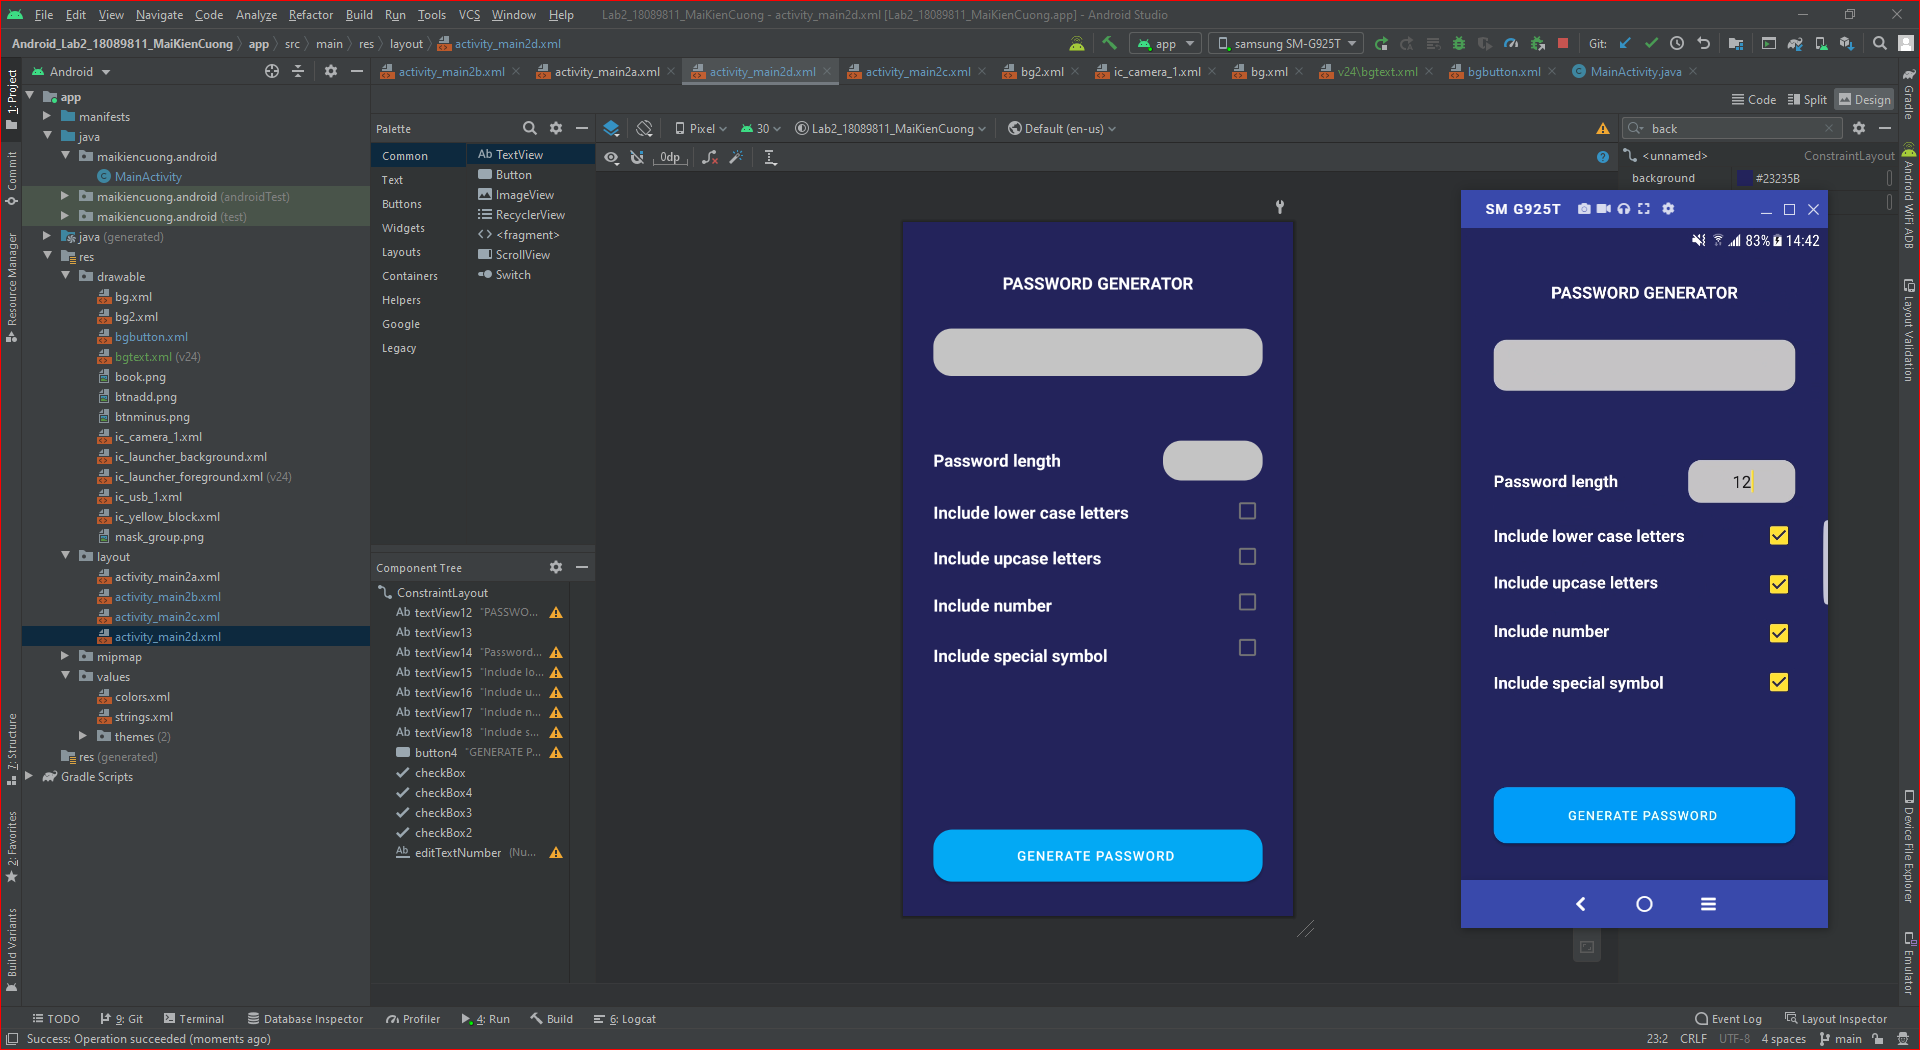 File Edit View Navigate Code Analyze Refactor Build Run Tools VCS Window Help Lab2_18089811_MaiKienCuong - activity_main2d.xml [Lab2_18089811_MaiKienCuong.app] - Android Studio
Android_Lab2_18089811_MaiKienCuong app src main res layout activity_main2d.xml app samsung SM-G925T Git:
Android activity_main2b.xml activity_main2a.xml activity_main2d.xml activity_main2c.xml bg2.xml ic_camera_1.xml bg.xml v24\bgtext.xml bgbutton.xml MainActivity.java
Code Split Design
1: Project
Commit
Resource Manager
7: Structure
2: Favorites
Build Variants
app
manifests
java
maikiencuong.android
MainActivity
maikiencuong.android (androidTest)
maikiencuong.android (test)
java (generated)
res
drawable
bg.xml
bg2.xml
bgbutton.xml
bgtext.xml (v24)
book.png
btnadd.png
btnminus.png
ic_camera_1.xml
ic_launcher_background.xml
ic_launcher_foreground.xml (v24)
ic_usb_1.xml
ic_yellow_block.xml
mask_group.png
layout
activity_main2a.xml
activity_main2b.xml
activity_main2c.xml
activity_main2d.xml
mipmap
values
colors.xml
strings.xml
themes (2)
res (generated)
Gradle Scripts
Palette
Common
Text
Buttons
Widgets
Layouts
Containers
Helpers
Google
Legacy
Ab TextView
Button
ImageView
RecyclerView
<> <fragment>
ScrollView
Switch
Component Tree
ConstraintLayout
Ab textView12 "PASSWO...
Ab textView13
Ab textView14 "Password...
Ab textView15 "Include lo...
Ab textView16 "Include u...
Ab textView17 "Include n...
Ab textView18 "Include s...
button4 "GENERATE P...
checkBox
checkBox4
checkBox3
checkBox2
Ab editTextNumber (Nu...
Pixel 30 Lab2_18089811_MaiKienCuong Default (en-us)
0dp
PASSWORD GENERATOR
Password length
Include lower case letters
Include upcase letters
Include number
Include special symbol
GENERATE PASSWORD
back
<unnamed> ConstraintLayout
background #23235B
SM G925T
83% 14:42
PASSWORD GENERATOR
Password length 12
Include lower case letters
Include upcase letters
Include number
Include special symbol
GENERATE PASSWORD
Gradle
Android WiFi ADB
Layout Validation
Device File Explorer
Emulator
TODO 9: Git Terminal Database Inspector Profiler 4: Run Build 6: Logcat Event Log Layout Inspector
Success: Operation succeeded (moments ago) 23:2 CRLF UTF-8 4 spaces main